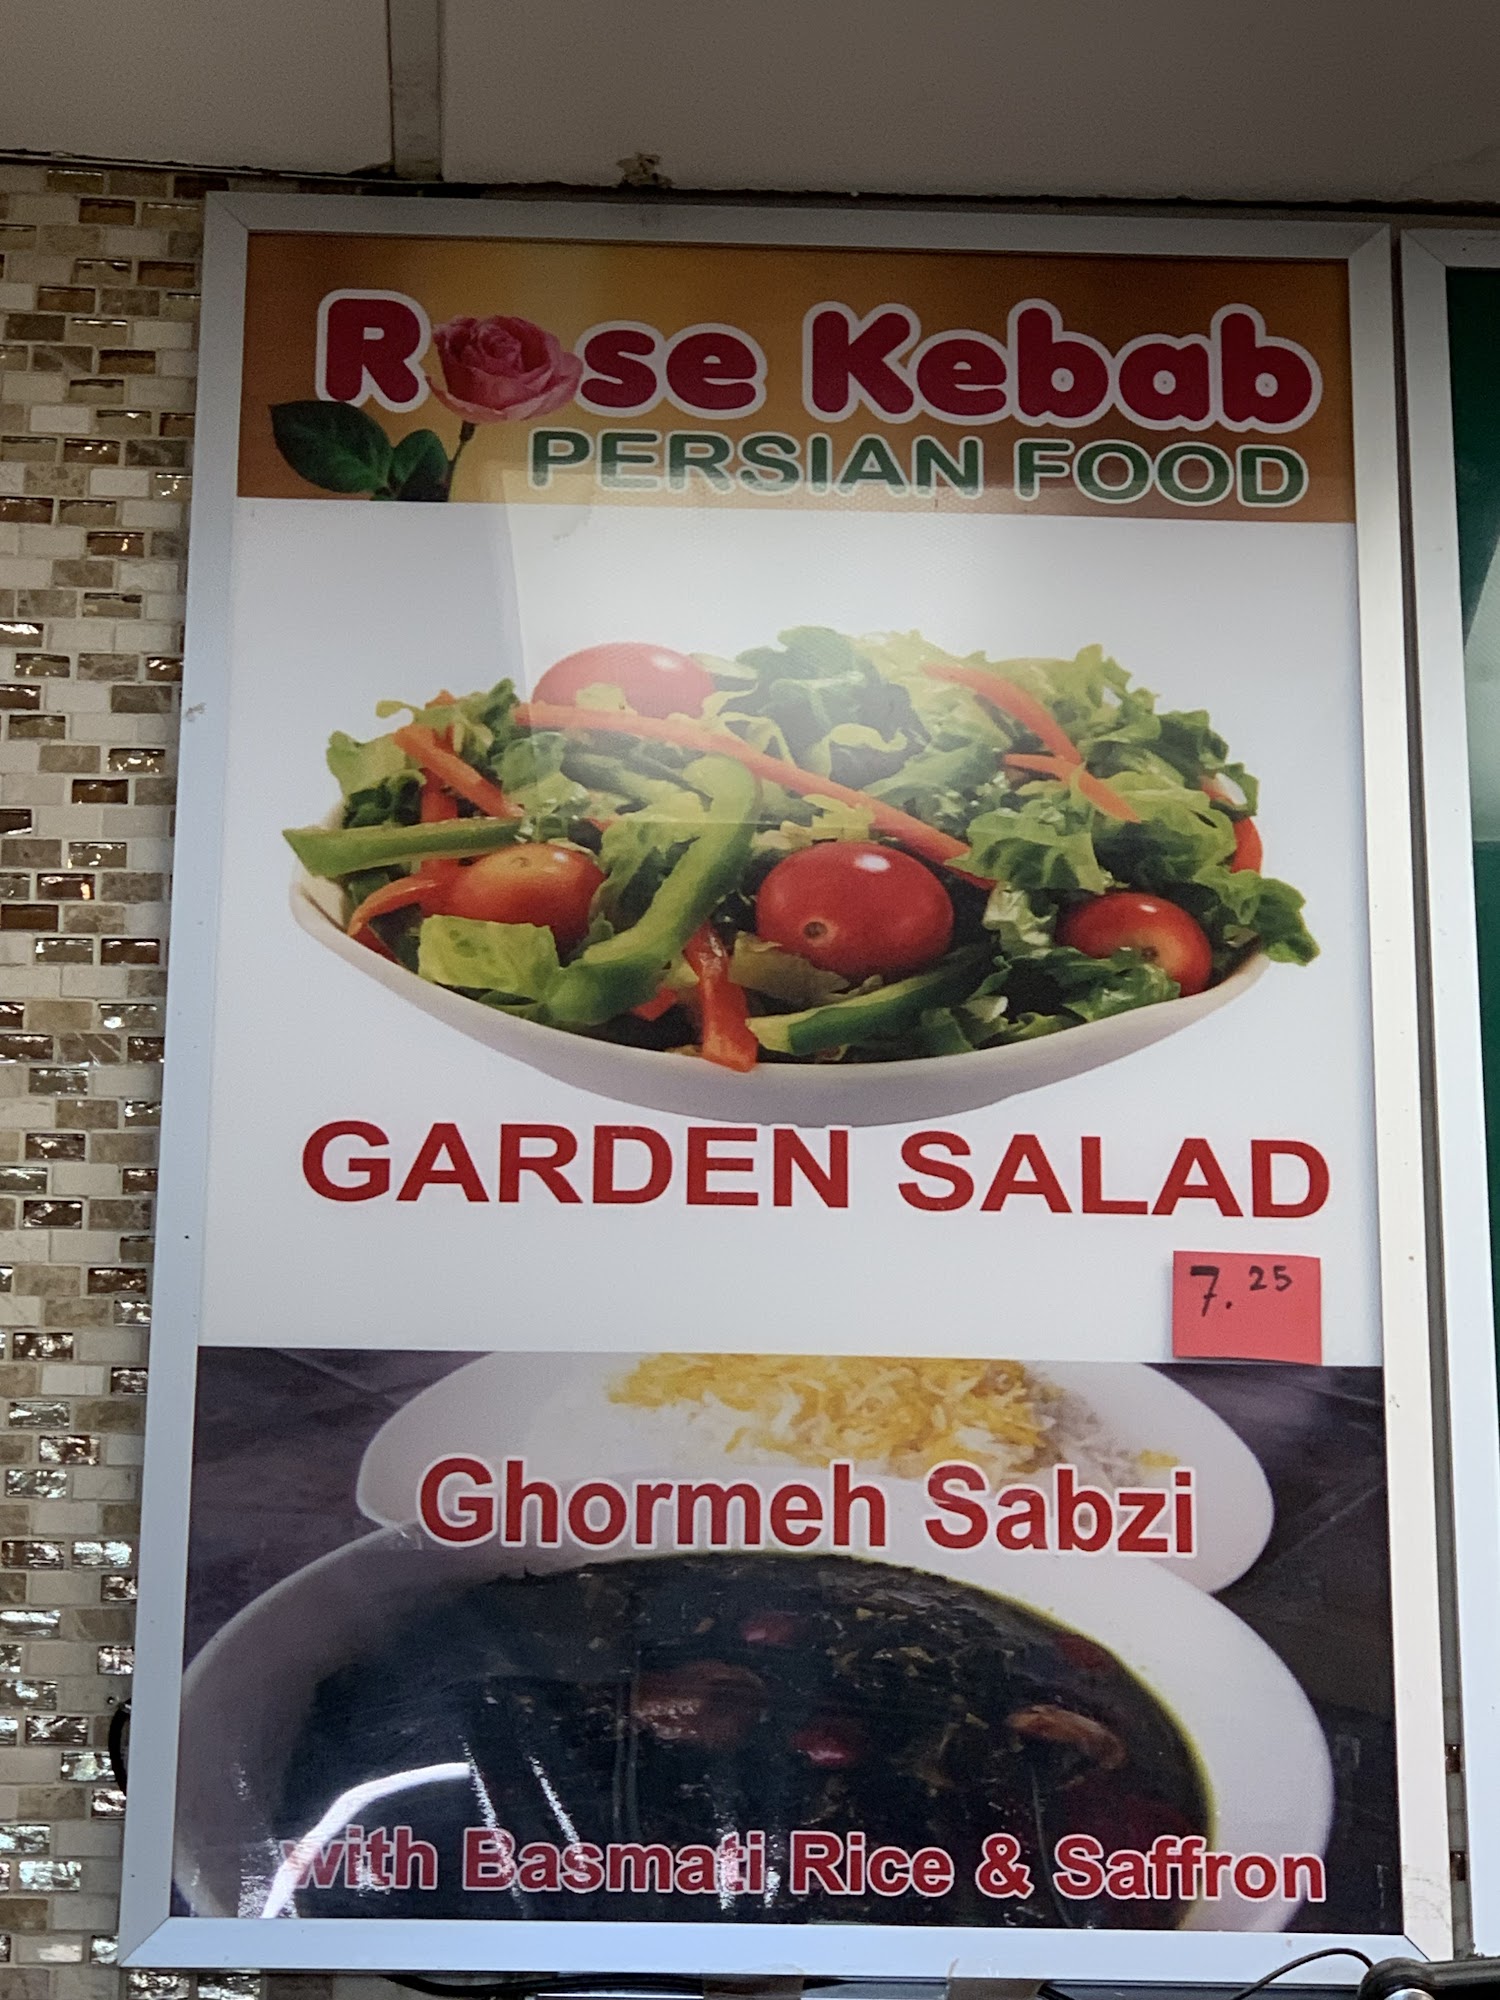 Rose Kebab
PERSIAN FOOD
GARDEN SALAD
7.25
Ghormeh Sabzi
with Basmati Rice & Saffron